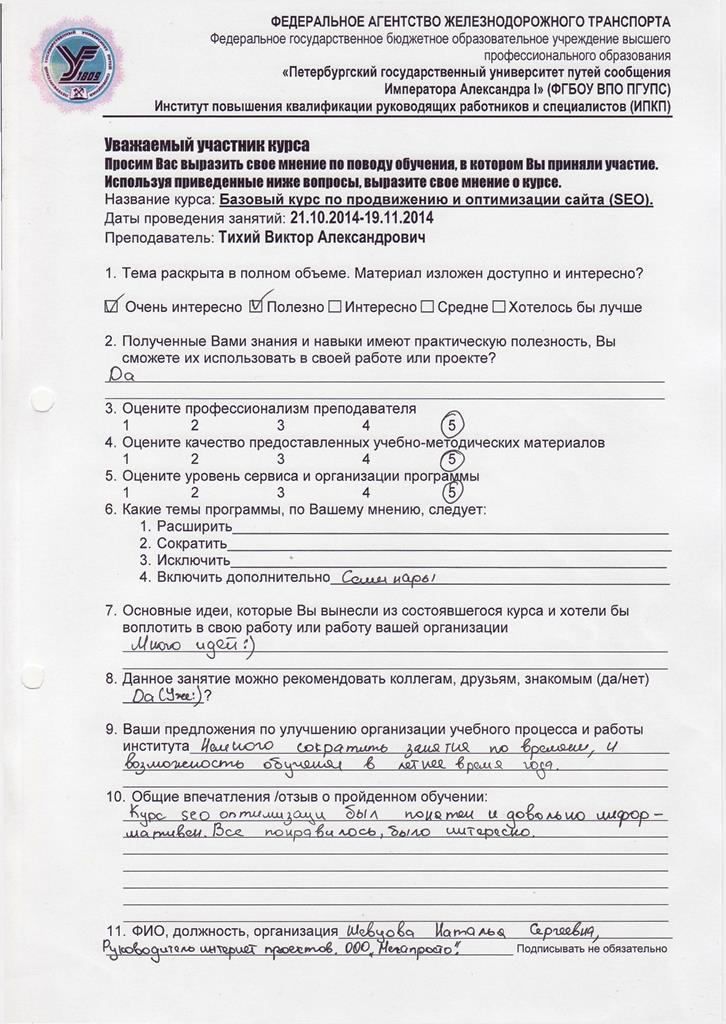 ФЕДЕРАЛЬНОЕ АГЕНТСТВО ЖЕЛЕЗНОДОРОЖНОГО ТРАНСПОРТА
Федеральное государственное бюджетное образовательное учреждение высшего
профессионального образования
«Петербургский государственный университет путей сообщения
Императора Александра I» (ФГБОУ ВПО ПГУПС)
Институт повышения квалификации руководящих работников и специалистов (ИПКП)
1809
Уважаемый участник курса
Просим Вас выразить свое мнение по поводу обучения, в котором Вы приняли участие.
Используя приведенные ниже вопросы, выразите свое мнение о курсе.
Название курса: Базовый курс по продвижению и оптимизации сайта (SEO).
Даты проведения занятий: 21.10.2014-19.11.2014
Преподаватель: Тихий Виктор Александрович
1. Тема раскрыта в полном объеме. Материал изложен доступно и интересно?
☑ Очень интересно ☑ Полезно ☐ Интересно ☐ Средне ☐ Хотелось бы лучше
2. Полученные Вами знания и навыки имеют практическую полезность, Вы
сможете их использовать в своей работе или проекте?
Да
3. Оцените профессионализм преподавателя
1 2 3 4 5
4. Оцените качество предоставленных учебно-методических материалов
1 2 3 4 5
5. Оцените уровень сервиса и организации программы
1 2 3 4 5
6. Какие темы программы, по Вашему мнению, следует:
1. Расширить
2. Сократить
3. Исключить
4. Включить дополнительно Семинары
7. Основные идеи, которые Вы вынесли из состоявшегося курса и хотели бы
воплотить в свою работу или работу вашей организации
Много идей :)
8. Данное занятие можно рекомендовать коллегам, друзьям, знакомым (да/нет)
Да (Уже:)?
9. Ваши предложения по улучшению организации учебного процесса и работы
института Немного сократить занятия по времени, и
возможность обучения в летнее время года.
10. Общие впечатления /отзыв о пройденном обучении:
Курс seo оптимизаци был понятен и довольно инфор-
мативен. Все понравилось, было интересно.
11. ФИО, должность, организация Шевцова Наталья Сергеевна,
Руководитель интернет проектов. ООО „Мегапросто". Подписывать не обязательно